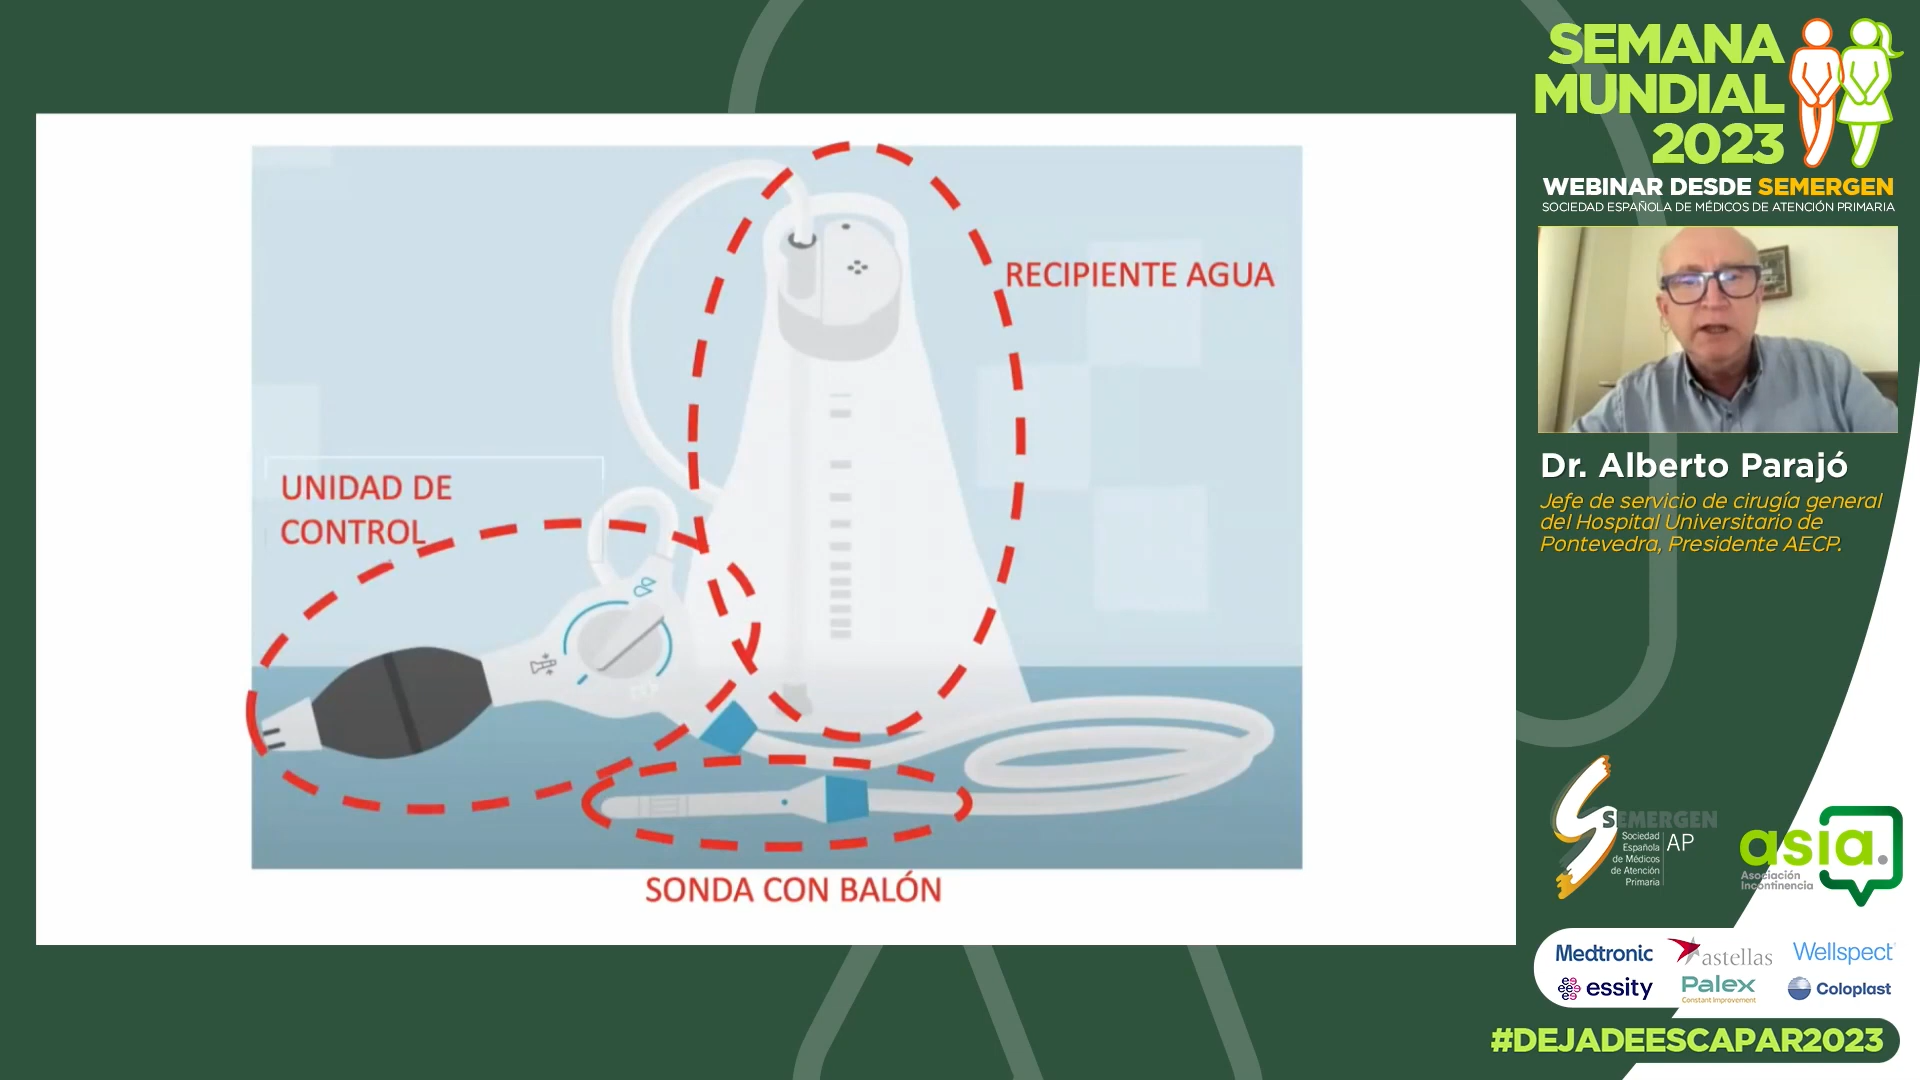 RECIPIENTE AGUA
UNIDAD DE
CONTROL
SONDA CON BALÓN
SEMANA
MUNDIAL
2023
WEBINAR DESDE SEMERGEN
SOCIEDAD ESPAÑOLA DE MÉDICOS DE ATENCIÓN PRIMARIA
Dr. Alberto Parajó
Jefe de servicio de cirugía general
del Hospital Universitario de
Pontevedra, Presidente AECP.
SEMERGEN
Sociedad
Española
de Médicos
de Atención
Primaria
AP
asia.
Asociación
Incontinencia
Medtronic astellas Wellspect
essity Palex Coloplast
Constant Improvement
#DEJADEESCAPAR2023